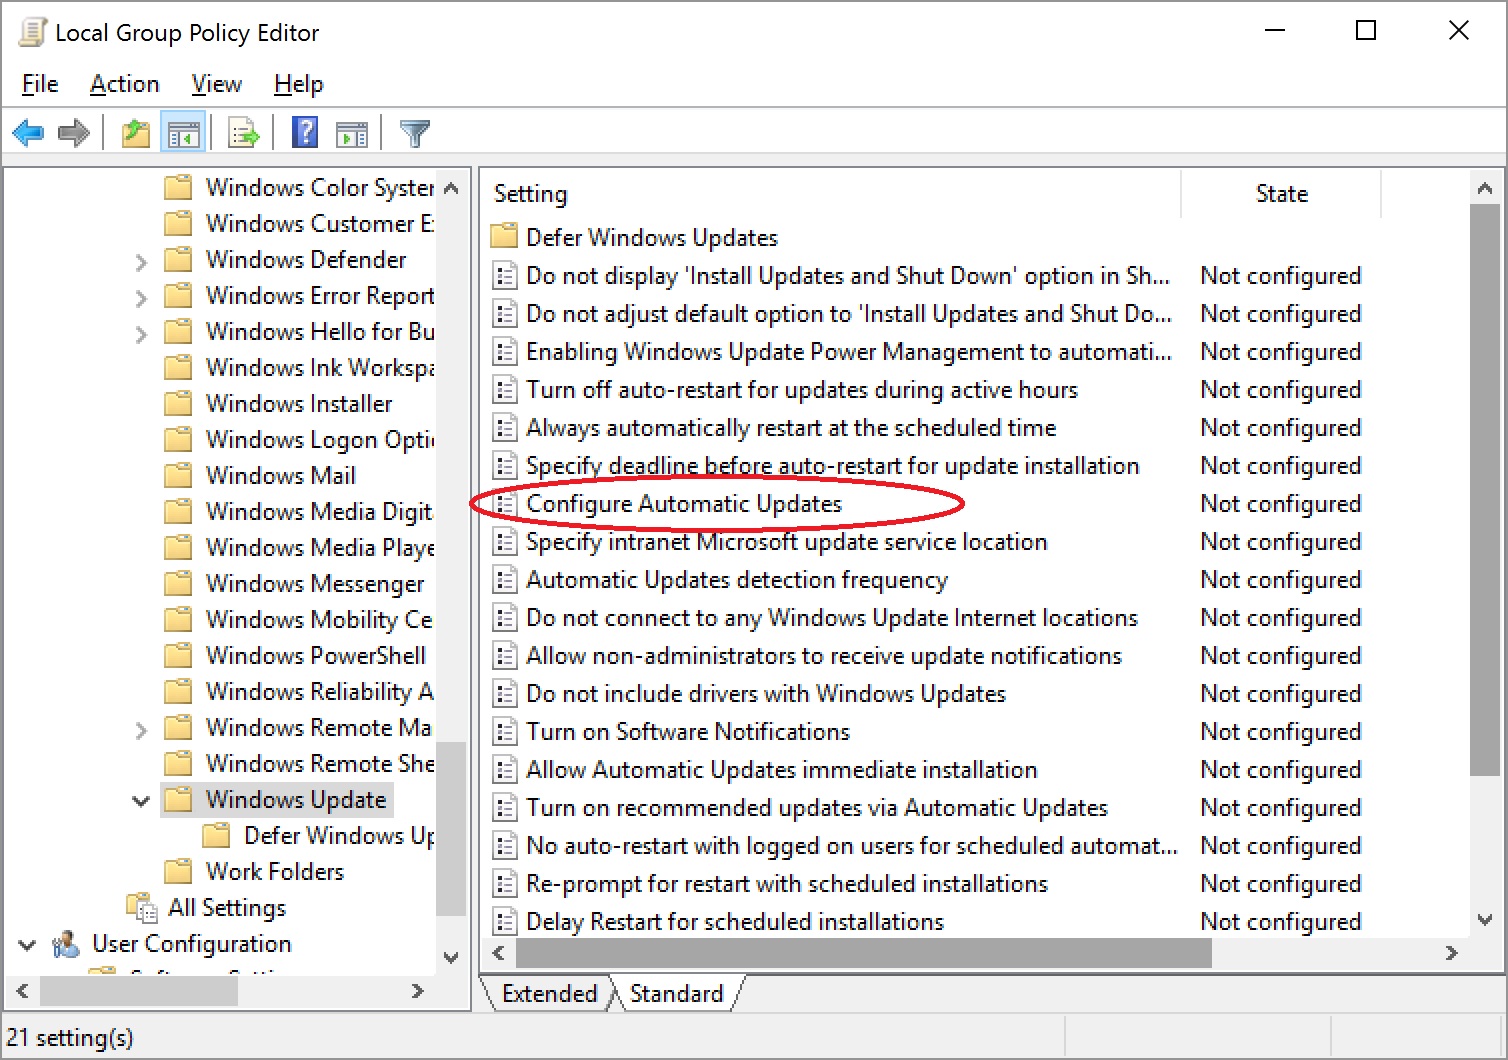 Local Group Policy Editor
File Action View Help
Windows Color Syster
Windows Customer E
Windows Defender
Windows Error Report
Windows Hello for Bu
Windows Ink Workspa
Windows Installer
Windows Logon Optio
Windows Mail
Windows Media Digit
Windows Media Playe
Windows Messenger
Windows Mobility Ce
Windows PowerShell
Windows Reliability A
Windows Remote Ma
Windows Remote She
Windows Update
Defer Windows Up
Work Folders
All Settings
User Configuration
Setting State
Defer Windows Updates
Do not display 'Install Updates and Shut Down' option in Sh... Not configured
Do not adjust default option to 'Install Updates and Shut Do... Not configured
Enabling Windows Update Power Management to automati... Not configured
Turn off auto-restart for updates during active hours Not configured
Always automatically restart at the scheduled time Not configured
Specify deadline before auto-restart for update installation Not configured
Configure Automatic Updates Not configured
Specify intranet Microsoft update service location Not configured
Automatic Updates detection frequency Not configured
Do not connect to any Windows Update Internet locations Not configured
Allow non-administrators to receive update notifications Not configured
Do not include drivers with Windows Updates Not configured
Turn on Software Notifications Not configured
Allow Automatic Updates immediate installation Not configured
Turn on recommended updates via Automatic Updates Not configured
No auto-restart with logged on users for scheduled automat... Not configured
Re-prompt for restart with scheduled installations Not configured
Delay Restart for scheduled installations Not configured
Extended Standard
21 setting(s)